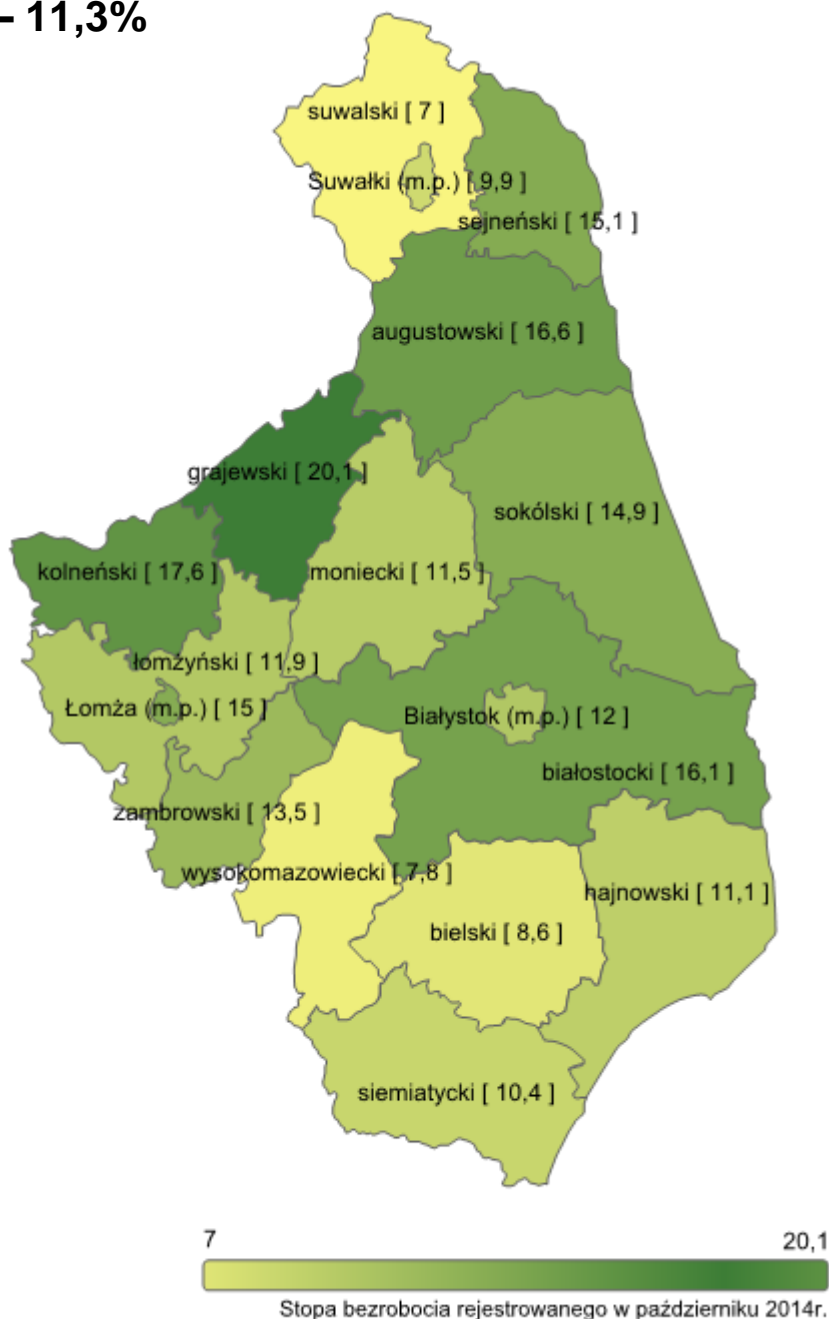 – 11,3%
suwalski [ 7 ]
Suwałki (m.p.) [ 9,9 ]
sejneński [ 15,1 ]
augustowski [ 16,6 ]
grajewski [ 20,1 ]
sokólski [ 14,9 ]
kolneński [ 17,6 ]
moniecki [ 11,5 ]
łomżyński [ 11,9 ]
Łomża (m.p.) [ 15 ]
Białystok (m.p.) [ 12 ]
białostocki [ 16,1 ]
zambrowski [ 13,5 ]
wysokomazowiecki [ 7,8 ]
hajnowski [ 11,1 ]
bielski [ 8,6 ]
siemiatycki [ 10,4 ]
7 20,1
Stopa bezrobocia rejestrowanego w październiku 2014r.